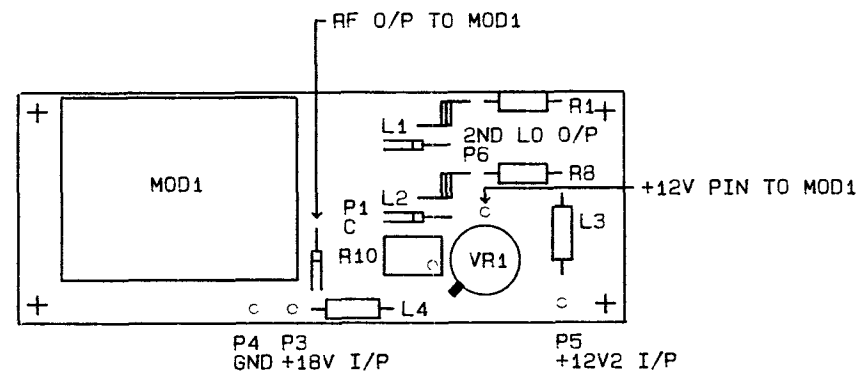 RF O/P TO MOD1
R1
L1
2ND LO O/P
P6
MOD1
R8
L2
+12V PIN TO MOD1
P1
C
L3
R10
VR1
L4
P4
GND
P3
+18V I/P
P5
+12V2 I/P